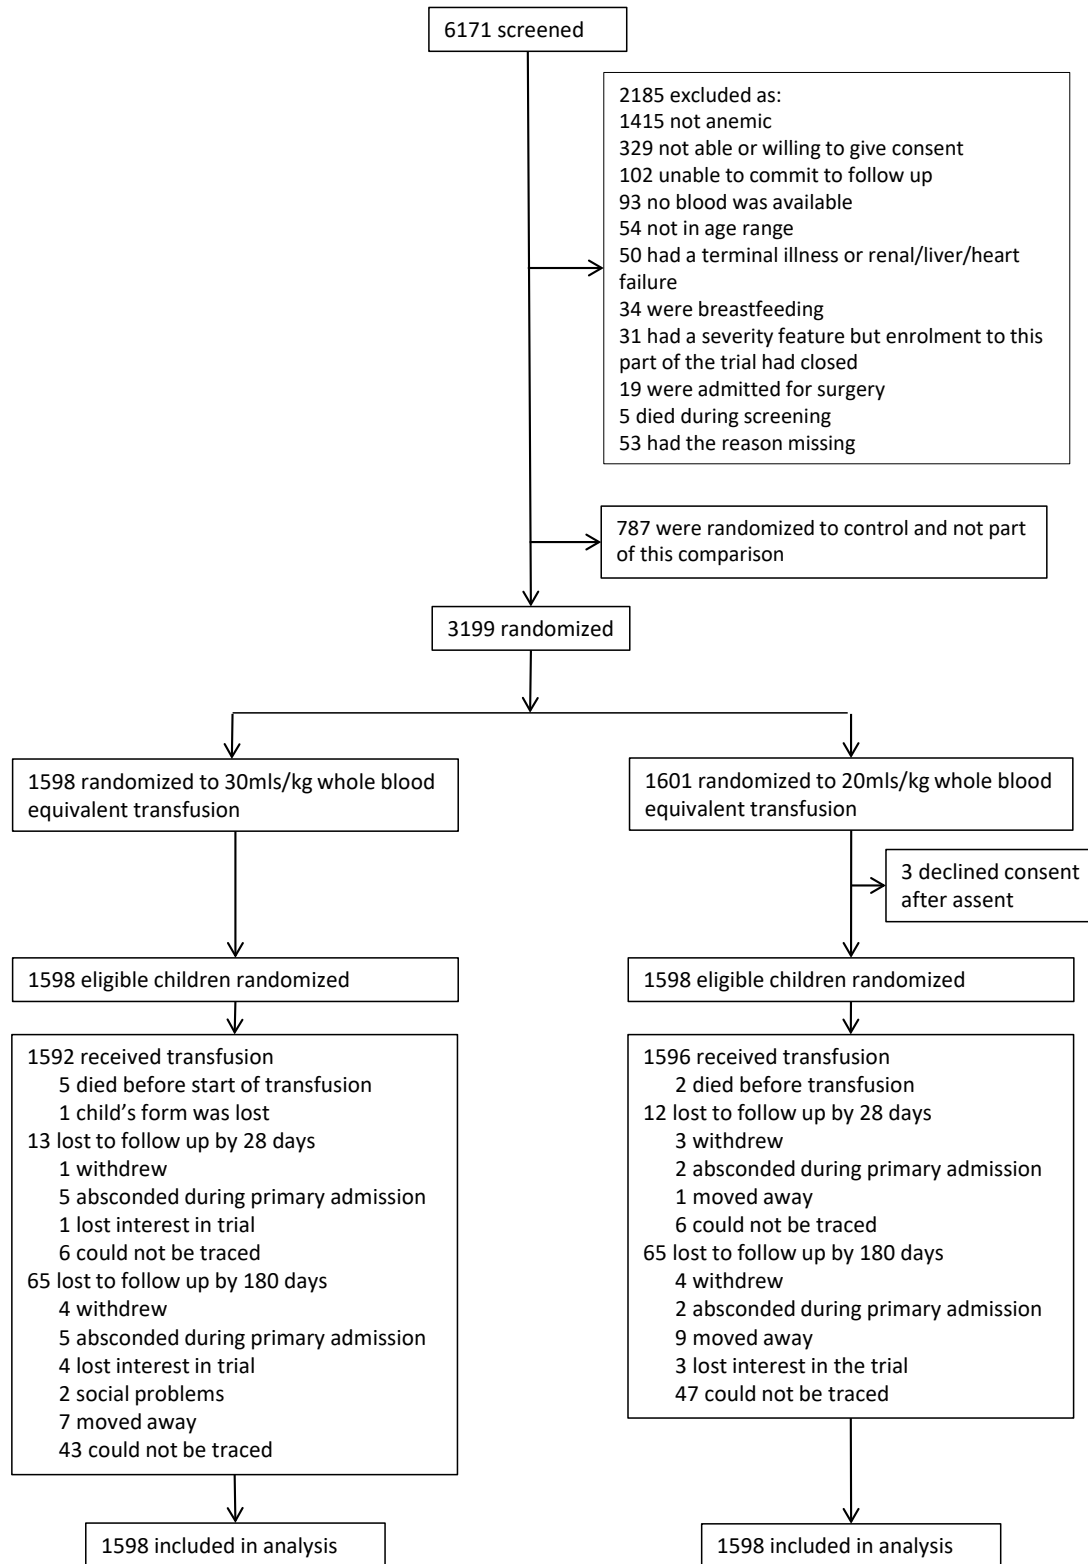 6171 screened
2185 excluded as:
1415 not anemic
329 not able or willing to give consent
102 unable to commit to follow up
93 no blood was available
54 not in age range
50 had a terminal illness or renal/liver/heart
failure
34 were breastfeeding
31 had a severity feature but enrolment to this
part of the trial had closed
19 were admitted for surgery
5 died during screening
53 had the reason missing
787 were randomized to control and not part
of this comparison
3199 randomized
1598 randomized to 30mls/kg whole blood
equivalent transfusion
1601 randomized to 20mls/kg whole blood
equivalent transfusion
3 declined consent
after assent
1598 eligible children randomized
1598 eligible children randomized
1592 received transfusion
5 died before start of transfusion
1 child’s form was lost
13 lost to follow up by 28 days
1 withdrew
5 absconded during primary admission
1 lost interest in trial
6 could not be traced
65 lost to follow up by 180 days
4 withdrew
5 absconded during primary admission
4 lost interest in trial
2 social problems
7 moved away
43 could not be traced
1596 received transfusion
2 died before transfusion
12 lost to follow up by 28 days
3 withdrew
2 absconded during primary admission
1 moved away
6 could not be traced
65 lost to follow up by 180 days
4 withdrew
2 absconded during primary admission
9 moved away
3 lost interest in the trial
47 could not be traced
1598 included in analysis
1598 included in analysis